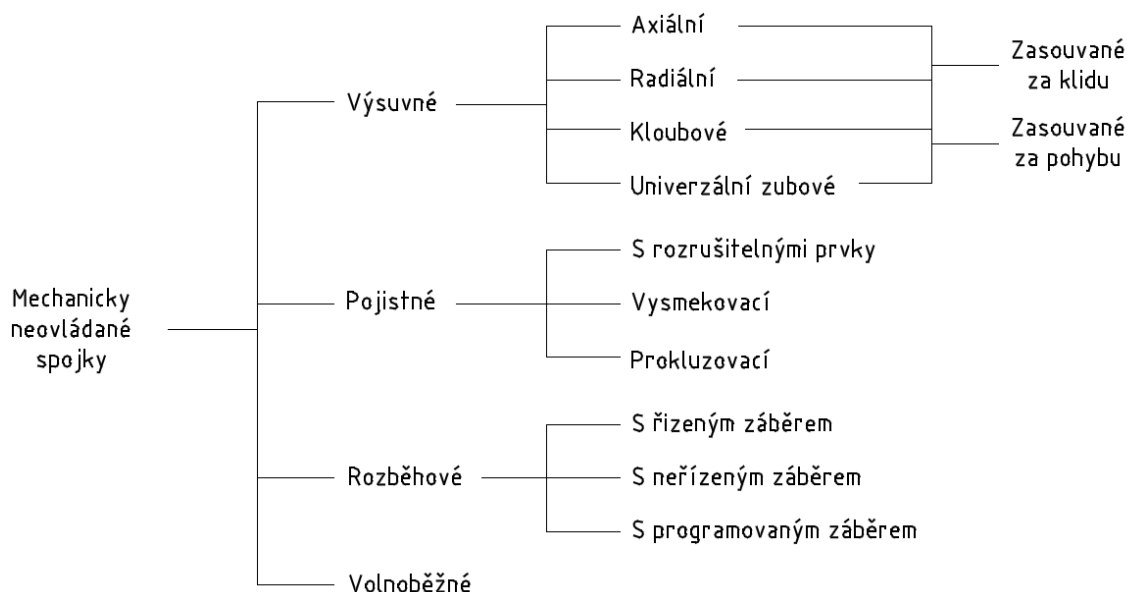 Axiální
Zasouvané
za klidu
Radiální
Výsuvné
Kloubové
Zasouvané
za pohybu
Univerzální zubové
S rozrušitelnými prvky
Mechanicky
neovládané
spojky
Pojistné
Vysmekovací
Prokluzovací
S řizeným záběrem
Rozběhové
S neřízeným záběrem
S programovaným záběrem
Volnoběžné